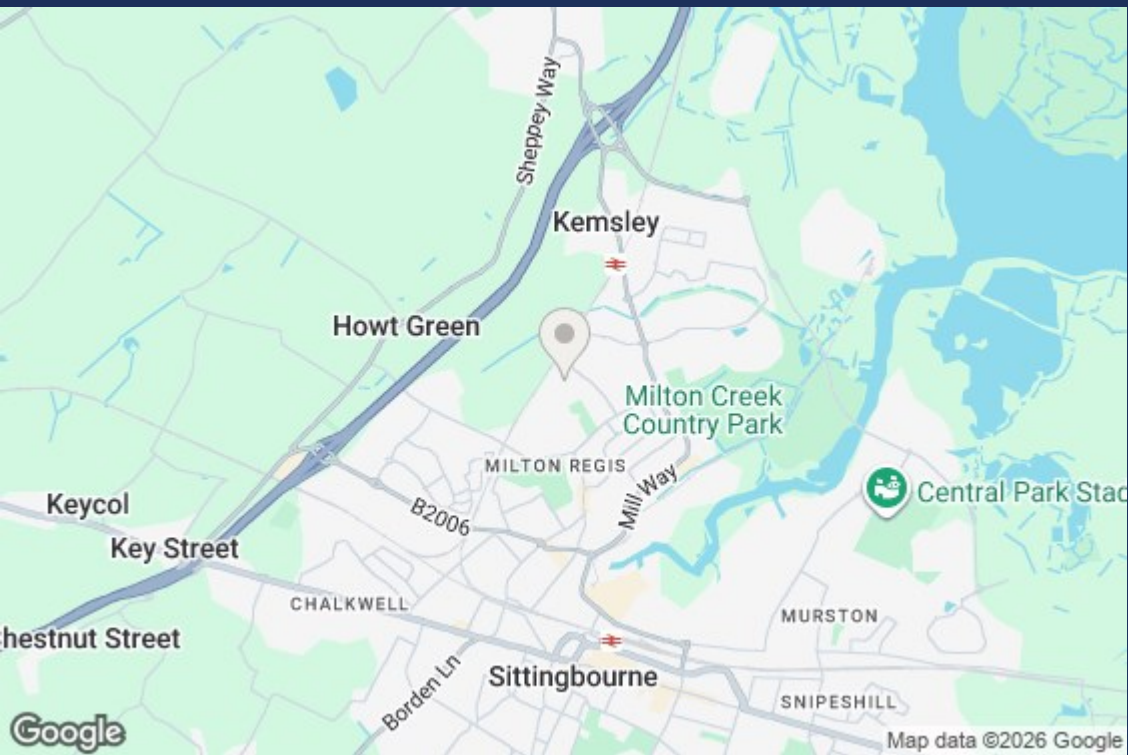 Sheppey Way
Kemsley
Howt Green
Milton Creek
Country Park
MILTON REGIS
Mill Way
Central Park Stad
Keycol
B2006
Key Street
CHALKWELL
MURSTON
hestnut Street
Borden Ln
Sittingbourne
SNIPESHILL
Google
Map data ©2026 Google